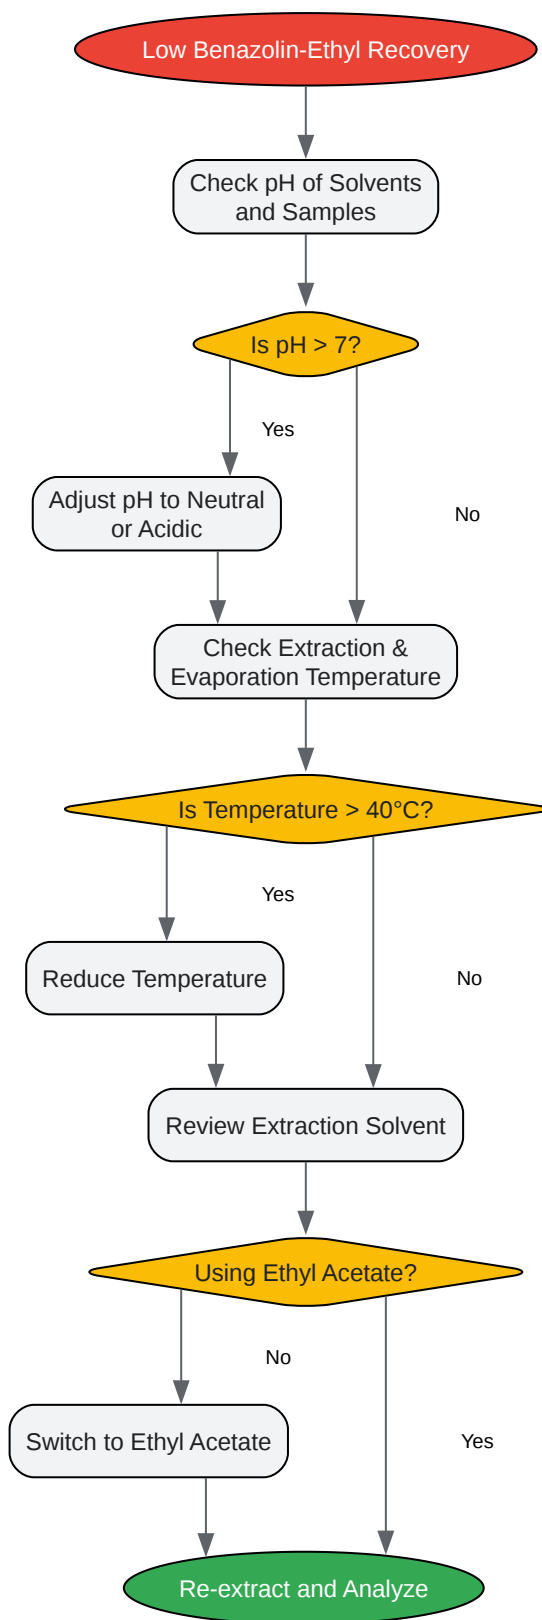 Low Benazolin-Ethyl Recovery
Check pH of Solvents
and Samples
Is pH > 7?
Yes
Adjust pH to Neutral
or Acidic
No
Check Extraction &
Evaporation Temperature
Is Temperature > 40°C?
Yes
Reduce Temperature
No
Review Extraction Solvent
Using Ethyl Acetate?
No
Switch to Ethyl Acetate
Yes
Re-extract and Analyze